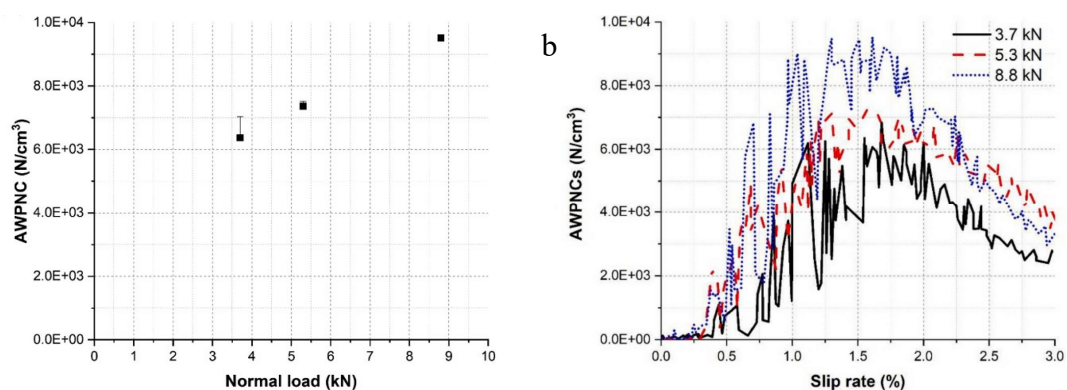 AWPNC (N/cm³)
1.0E+04
8.0E+03
6.0E+03
4.0E+03
2.0E+03
0.0E+00
0 1 2 3 4 5 6 7 8 9 10
Normal load (kN)
b
AWPNCs (N/cm³)
1.0E+04
8.0E+03
6.0E+03
4.0E+03
2.0E+03
0.0E+00
0.0 0.5 1.0 1.5 2.0 2.5 3.0
Slip rate (%)
3.7 kN
5.3 kN
8.8 kN